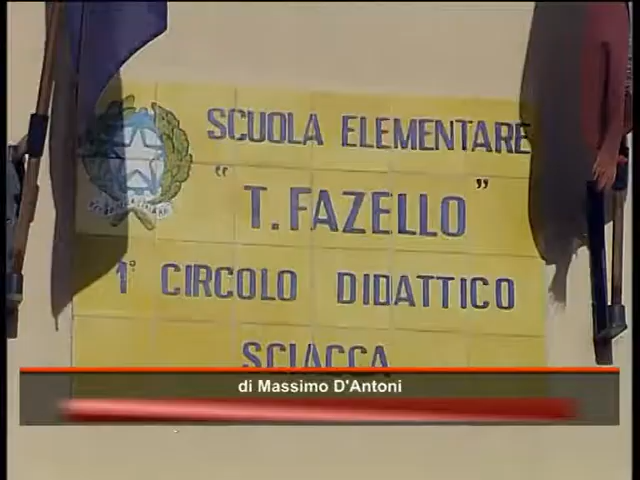 SCUOLA ELEMENTARE
"T. FAZELLO"
1° CIRCOLO DIDATTICO
SCIACCA
di Massimo D'Antoni